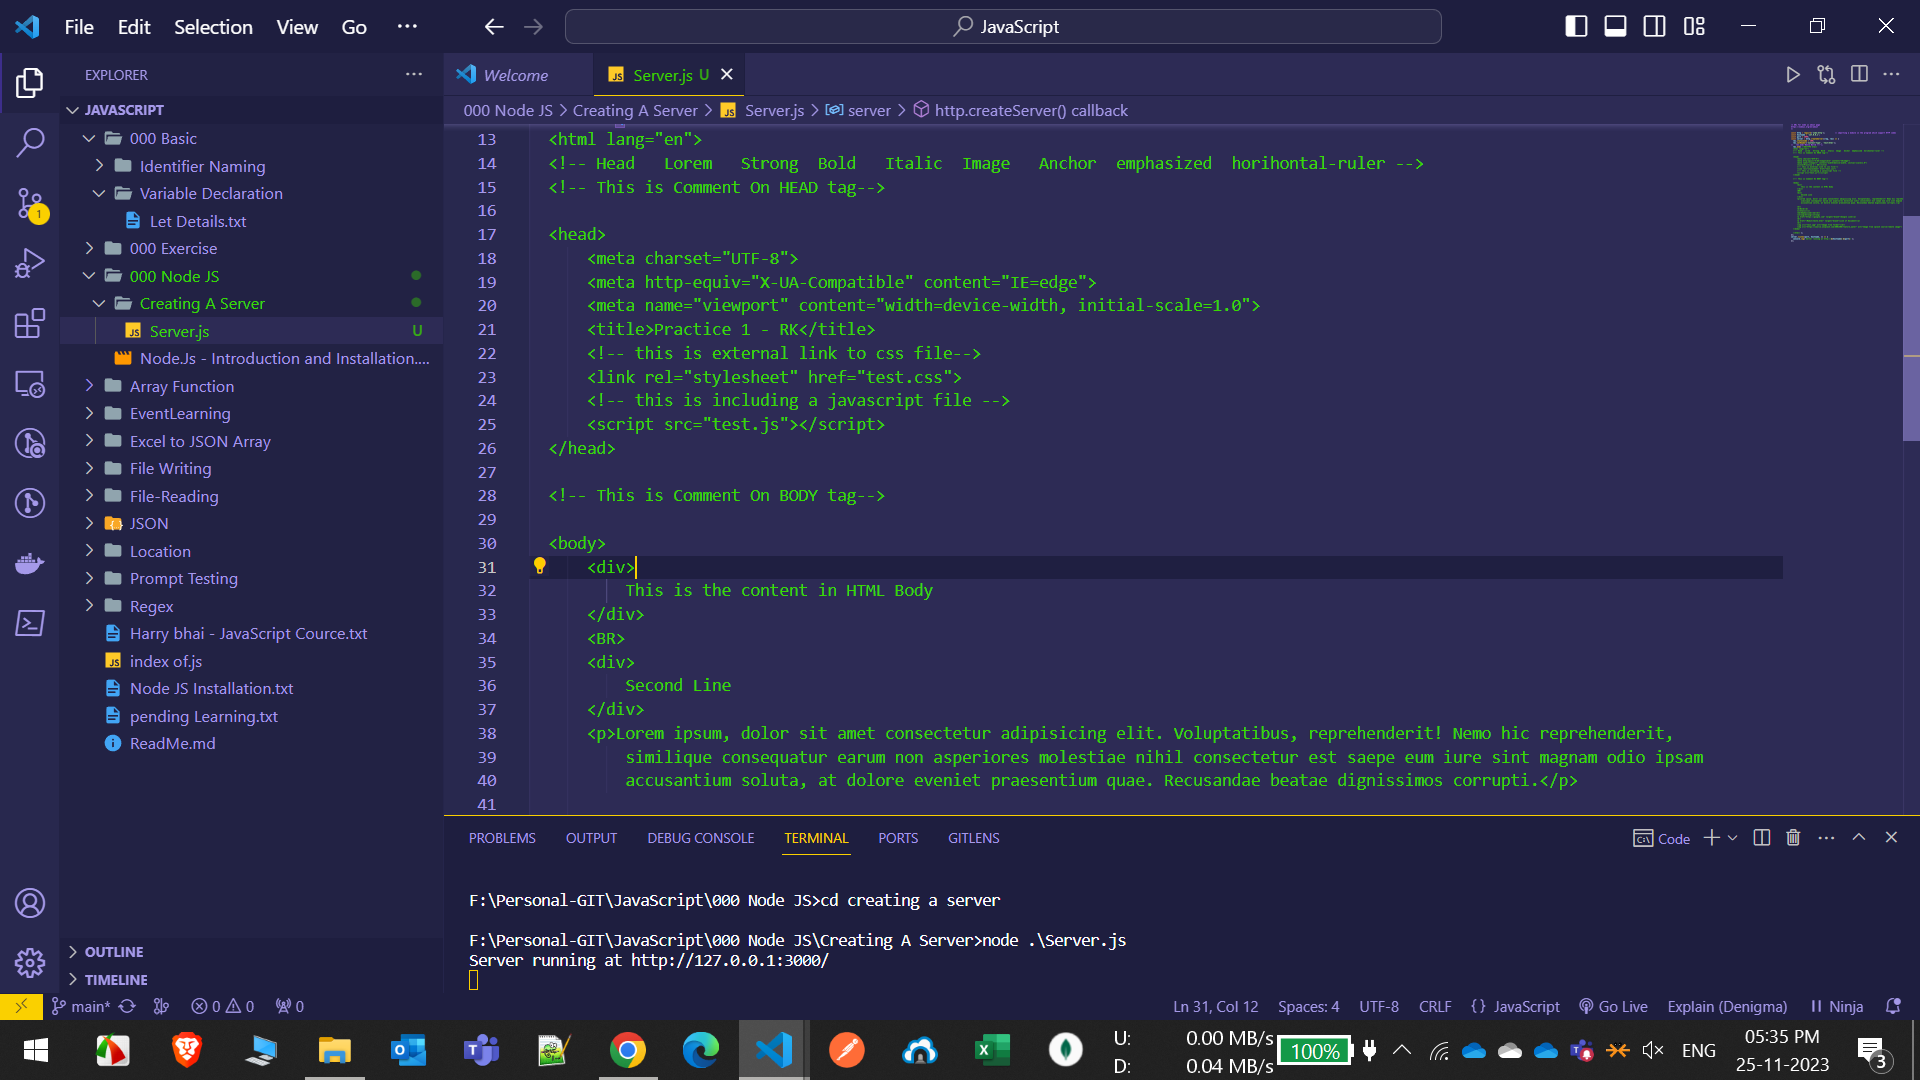 File Edit Selection View Go ···
JavaScript
EXPLORER
JAVASCRIPT
000 Basic
Identifier Naming
Variable Declaration
Let Details.txt
000 Exercise
000 Node JS
Creating A Server
Server.js U
Node.Js - Introduction and Installation....
Array Function
EventLearning
Excel to JSON Array
File Writing
File-Reading
JSON
Location
Prompt Testing
Regex
Harry bhai - JavaScript Cource.txt
index of.js
Node JS Installation.txt
pending Learning.txt
ReadMe.md
OUTLINE
TIMELINE
Welcome
JS Server.js U
000 Node JS > Creating A Server > JS Server.js > server > http.createServer() callback
13 <html lang="en">
14 <!-- Head Lorem Strong Bold Italic Image Anchor emphasized horihontal-ruler -->
15 <!-- This is Comment On HEAD tag-->
16
17 <head>
18 <meta charset="UTF-8">
19 <meta http-equiv="X-UA-Compatible" content="IE=edge">
20 <meta name="viewport" content="width=device-width, initial-scale=1.0">
21 <title>Practice 1 - RK</title>
22 <!-- this is external link to css file-->
23 <link rel="stylesheet" href="test.css">
24 <!-- this is including a javascript file -->
25 <script src="test.js"></script>
26 </head>
27
28 <!-- This is Comment On BODY tag-->
29
30 <body>
31 <div>
32 This is the content in HTML Body
33 </div>
34 <BR>
35 <div>
36 Second Line
37 </div>
38 <p>Lorem ipsum, dolor sit amet consectetur adipisicing elit. Voluptatibus, reprehenderit! Nemo hic reprehenderit,
39 similique consequatur earum non asperiores molestiae nihil consectetur est saepe eum iure sint magnam odio ipsam
40 accusantium soluta, at dolore eveniet praesentium quae. Recusandae beatae dignissimos corrupti.</p>
41
PROBLEMS OUTPUT DEBUG CONSOLE TERMINAL PORTS GITLENS
Code
F:\Personal-GIT\JavaScript\000 Node JS>cd creating a server
F:\Personal-GIT\JavaScript\000 Node JS\Creating A Server>node .\Server.js
Server running at http://127.0.0.1:3000/
main* 0 0 0
Ln 31, Col 12 Spaces: 4 UTF-8 CRLF {} JavaScript Go Live Explain (Denigma) Ninja
U: 0.00 MB/s
D: 0.04 MB/s
100%
ENG
05:35 PM
25-11-2023
3
1